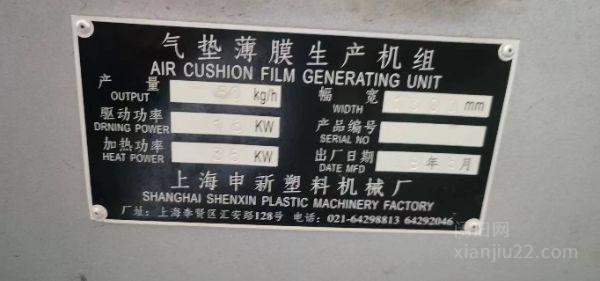 气垫薄膜生产机组
AIR CUSHION FILM GENERATING UNIT
产量 kg/h 幅宽 mm
OUTPUT WIDTH
驱动功率 KW 产品编号
DRNING POWER SERIAL NO
加热功率 KW 出厂日期 年 月
HEAT POWER DATE MFD
上海申新塑料机械厂
SHANGHAI SHENXIN PLASTIC MACHINERY FACTORY
厂址：上海奉贤区汇安路128号 电话：021-64298813 64292046
xianjiu22.com